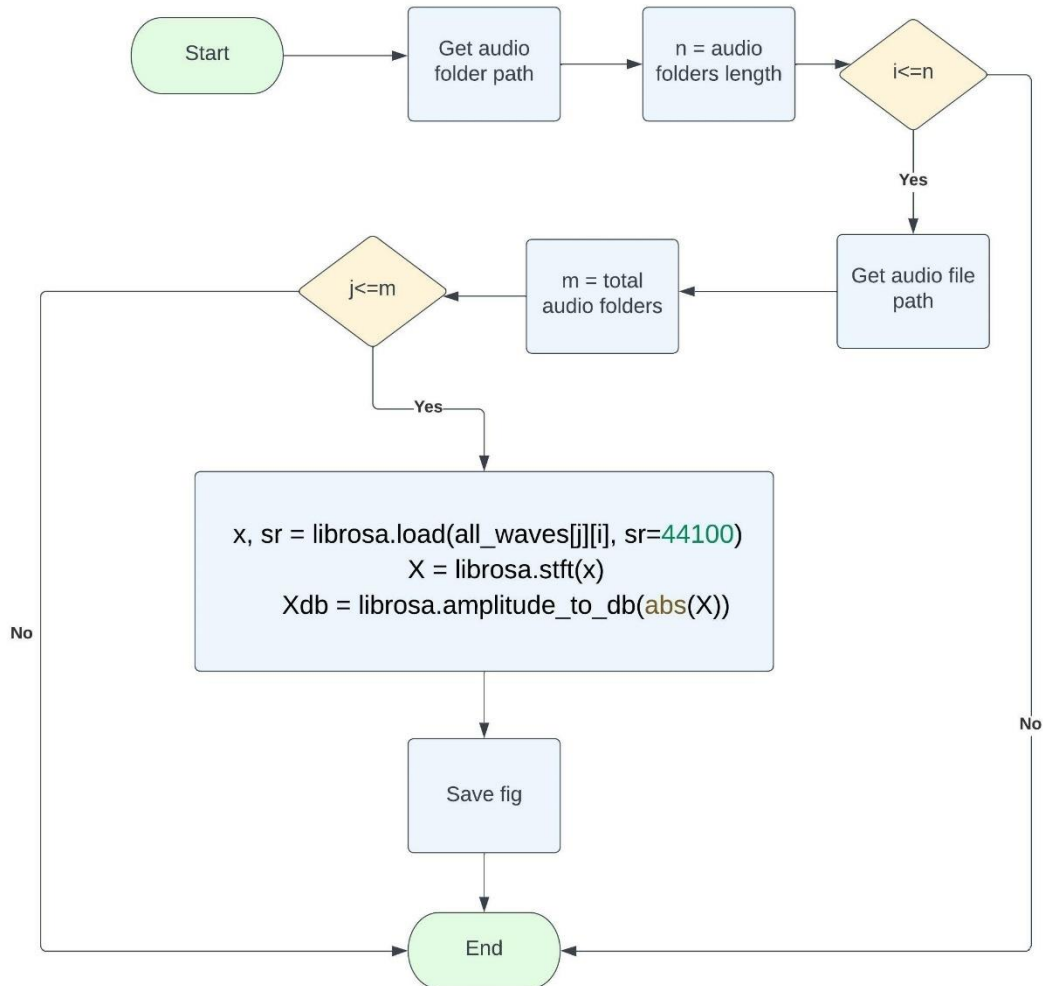 Start
Get audio
folder path
n = audio
folders length
i<=n
Yes
Get audio file
path
m = total
audio folders
j<=m
Yes
x, sr = librosa.load(all_waves[j][i], sr=44100)
X = librosa.stft(x)
Xdb = librosa.amplitude_to_db(abs(X))
No
No
Save fig
End